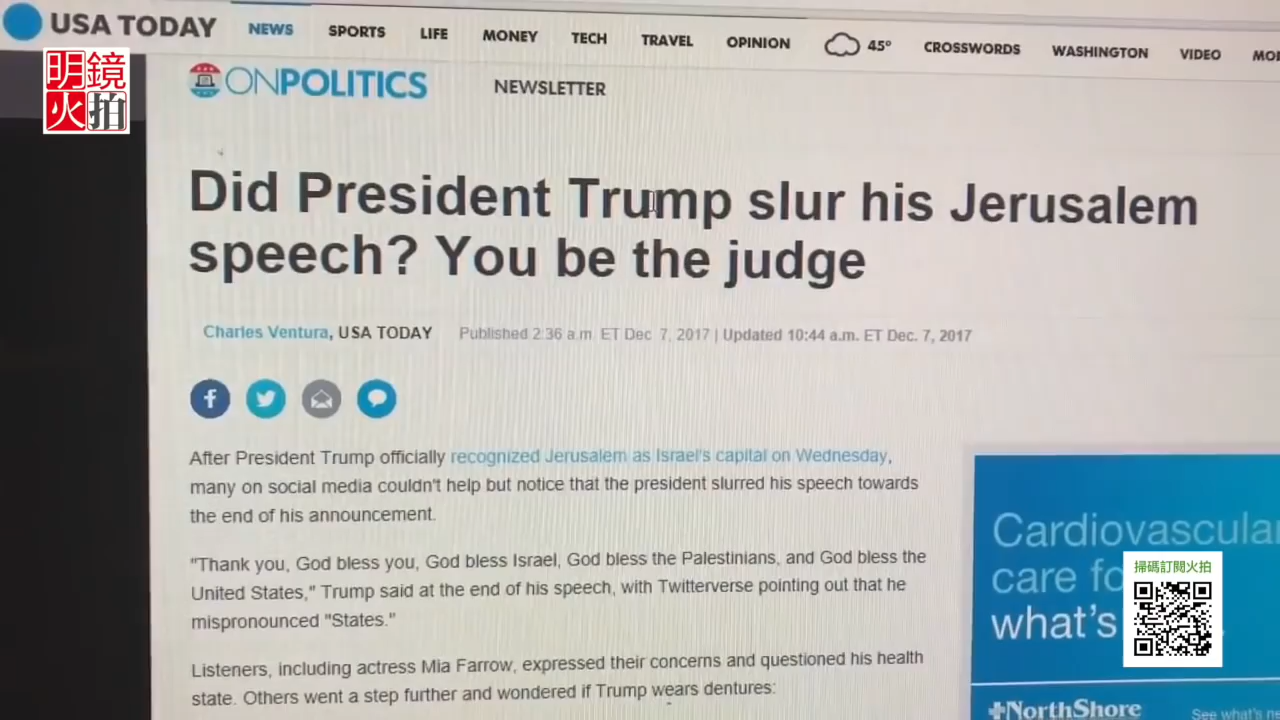 USA TODAY NEWS SPORTS LIFE MONEY TECH TRAVEL OPINION 45° CROSSWORDS WASHINGTON VIDEO
明鏡
火拍
ONPOLITICS NEWSLETTER
Did President Trump slur his Jerusalem
speech? You be the judge
Charles Ventura, USA TODAY Published 2:36 a.m. ET Dec. 7, 2017 | Updated 10:44 a.m. ET Dec. 7, 2017
After President Trump officially recognized Jerusalem as Israel's capital on Wednesday,
many on social media couldn't help but notice that the president slurred his speech towards
the end of his announcement.
"Thank you, God bless you, God bless Israel, God bless the Palestinians, and God bless the
United States," Trump said at the end of his speech, with Twitterverse pointing out that he
mispronounced "States."
Listeners, including actress Mia Farrow, expressed their concerns and questioned his health
state. Others went a step further and wondered if Trump wears dentures:
Cardiovascular
care fo
what's
掃碼訂閱火拍
NorthShore
See what's